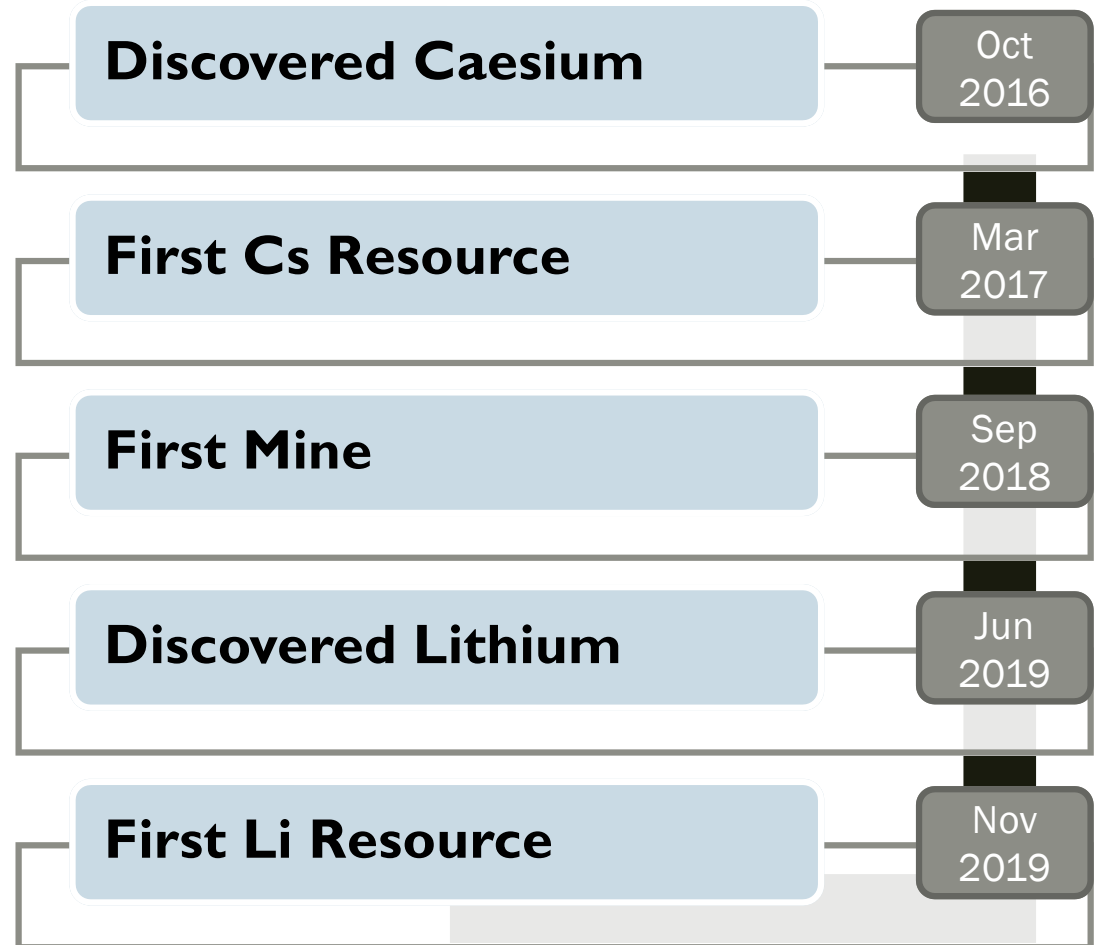 Discovered Caesium
Oct
2016
First Cs Resource
Mar
2017
First Mine
Sep
2018
Discovered Lithium
Jun
2019
First Li Resource
Nov
2019